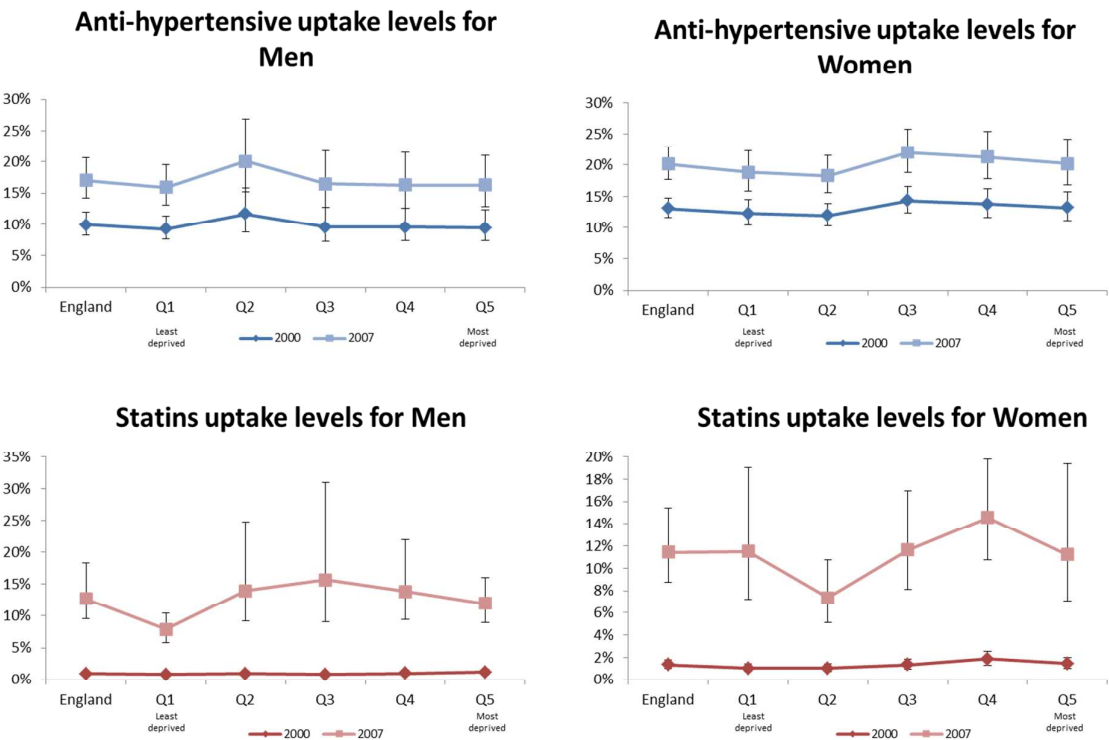 Anti-hypertensive uptake levels for
Men
30%
25%
20%
15%
10%
5%
0%
England Q1 Q2 Q3 Q4 Q5
Least Most
deprived deprived
2000 2007
Anti-hypertensive uptake levels for
Women
30%
25%
20%
15%
10%
5%
0%
England Q1 Q2 Q3 Q4 Q5
Least Most
deprived deprived
2000 2007
Statins uptake levels for Men
35%
30%
25%
20%
15%
10%
5%
0%
England Q1 Q2 Q3 Q4 Q5
Least Most
deprived deprived
2000 2007
Statins uptake levels for Women
20%
18%
16%
14%
12%
10%
8%
6%
4%
2%
0%
England Q1 Q2 Q3 Q4 Q5
Least Most
deprived deprived
2000 2007